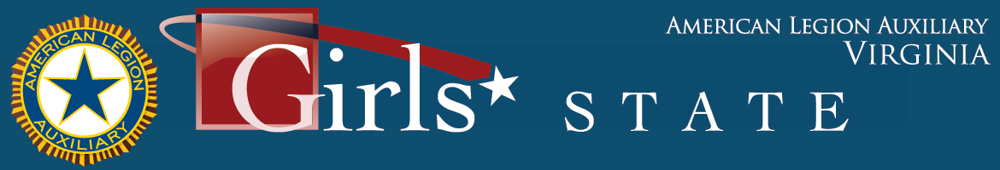 AMERICAN LEGION
AUXILIARY
Girls STATE
AMERICAN LEGION AUXILIARY
VIRGINIA